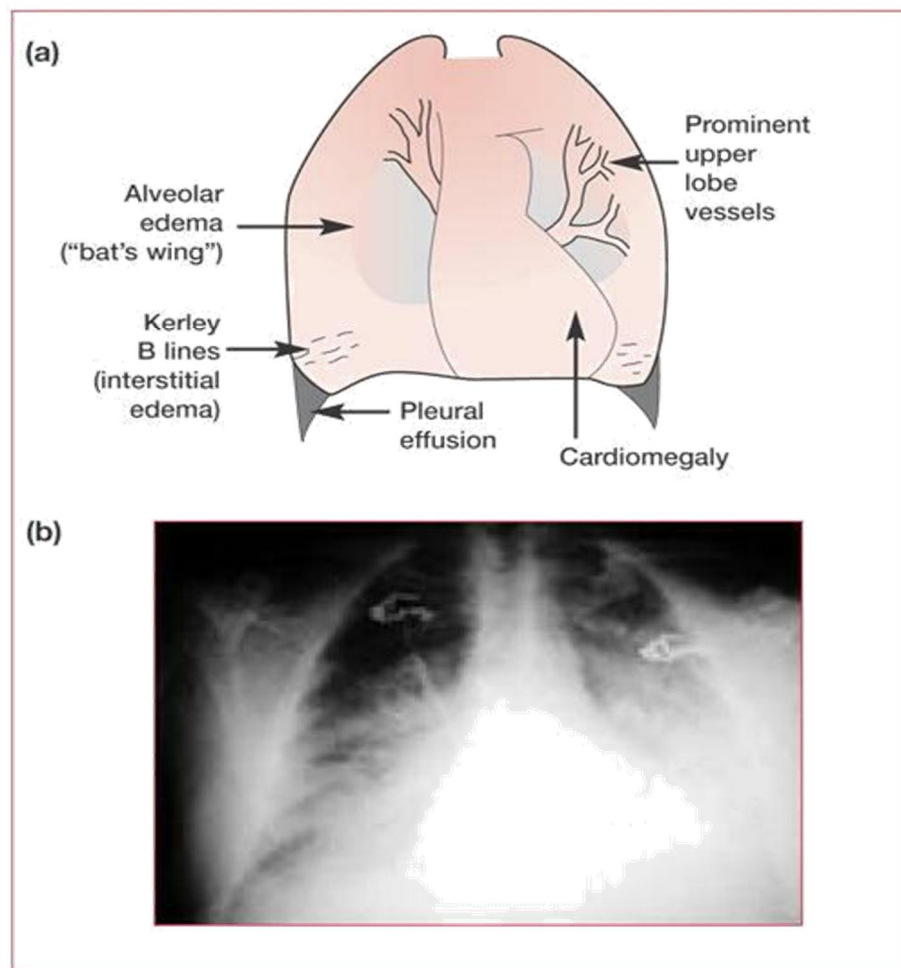 (a)
Prominent
upper
lobe
vessels
Alveolar
edema
(“bat’s wing”)
Kerley
B lines
(interstitial
edema)
Pleural
effusion
Cardiomegaly
(b)